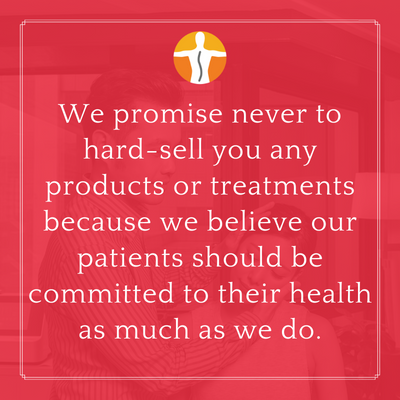 We promise never to
hard-sell you any
products or treatments
because we believe our
patients should be
committed to their health
as much as we do.